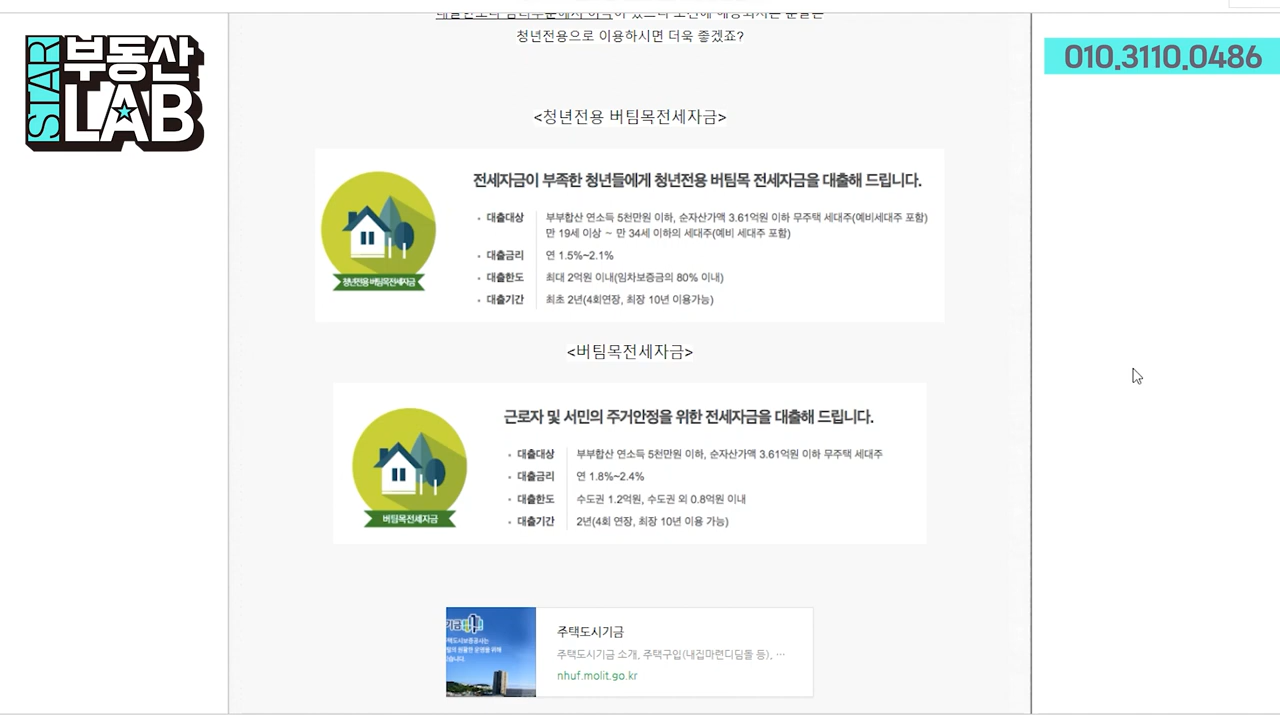 STAR
부동산
LAB
010.3110.0486
청년전용으로 이용하시면 더욱 좋겠죠?
<청년전용 버팀목전세자금>
전세자금이 부족한 청년들에게 청년전용 버팀목 전세자금을 대출해 드립니다.
· 대출대상 부부합산 연소득 5천만원 이하, 순자산가액 3.61억원 이하 무주택 세대주(예비세대주 포함)
만 19세 이상 ~ 만 34세 이하의 세대주(예비 세대주 포함)
· 대출금리 연 1.5%~2.1%
· 대출한도 최대 2억원 이내(임차보증금의 80% 이내)
· 대출기간 최초 2년(4회연장, 최장 10년 이용가능)
청년전용 버팀목전세자금
<버팀목전세자금>
근로자 및 서민의 주거안정을 위한 전세자금을 대출해 드립니다.
· 대출대상 부부합산 연소득 5천만원 이하, 순자산가액 3.61억원 이하 무주택 세대주
· 대출금리 연 1.8%~2.4%
· 대출한도 수도권 1.2억원, 수도권 외 0.8억원 이내
· 대출기간 2년(4회 연장, 최장 10년 이용 가능)
버팀목전세자금
주택도시기금
주택도시기금 소개, 주택구입(내집마련디딤돌 등), ···
nhuf.molit.go.kr